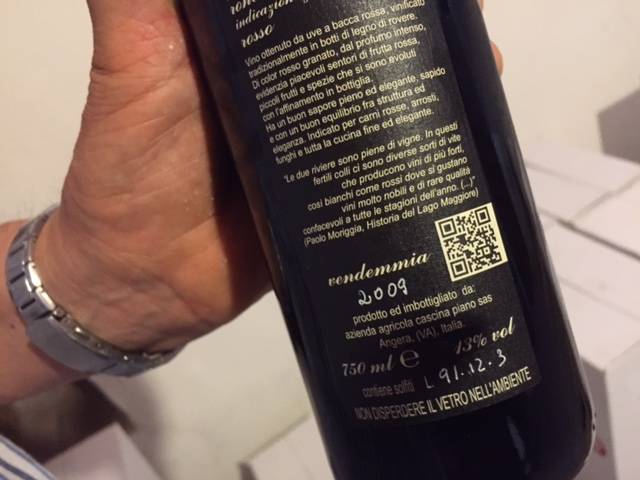 indicazione
rosso
Vino ottenuto da uve a bacca rossa, vinificato
tradizionalmente in botti di legno di rovere.
Di color rosso granato, dal profumo intenso,
evidenzia piacevoli sentori di frutta rossa,
piccoli frutti e spezie che si sono evoluti
con l'affinamento in bottiglia.
Ha un buon sapore pieno ed elegante, sapido
e con un buon equilibrio fra struttura ed
eleganza. Indicato per carni rosse, arrosti,
funghi e tutta la cucina fine ed elegante.
"Le due riviere sono piene di vigne. In questi
fertili colli ci sono diverse sorti di vite
che producono vini di più forti,
così bianchi come rossi dove si gustano
vini molto nobili e di rare qualità
confacevoli a tutte le stagioni dell'anno. (...)"
(Paolo Moriggia, Historia del Lago Maggiore)
vendemmia
2009
prodotto ed imbottigliato da:
azienda agricola cascina piano sas
Angera, (VA), Italia.
750 ml e 13% vol
contiene solfiti L 91.12.3
NON DISPERDERE IL VETRO NELL'AMBIENTE